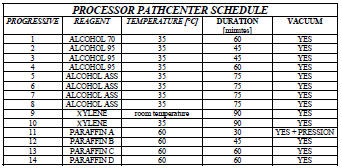 PROCESSOR PATHCENTER SCHEDULE
PROGRESSIVE REAGENT TEMPERATURE [°C] DURATION [minutes] VACUUM
1 ALCOHOL 70 35 60 YES
2 ALCOHOL 95 35 45 YES
3 ALCOHOL 95 35 45 YES
4 ALCOHOL 95 35 60 YES
5 ALCOHOL ASS 35 75 YES
6 ALCOHOL ASS 35 75 YES
7 ALCOHOL ASS 35 75 YES
8 ALCOHOL ASS 35 75 YES
9 XYLENE room temperature 90 YES
10 XYLENE 35 90 YES
11 PARAFFIN A 60 30 YES + PRESSION
12 PARAFFIN B 60 45 YES
13 PARAFFIN C 60 60 YES
14 PARAFFIN D 60 60 YES